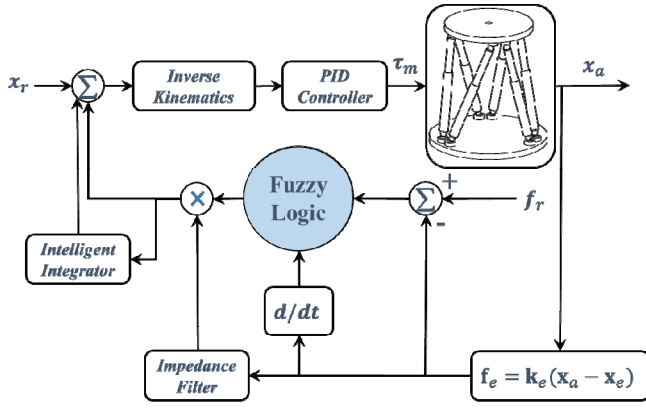 x_r
Σ
Inverse
Kinematics
PID
Controller
τ_m
x_a
Fuzzy
Logic
×
Σ
+
-
f_r
Intelligent
Integrator
d/dt
Impedance
Filter
f_e = k_e(x_a − x_e)